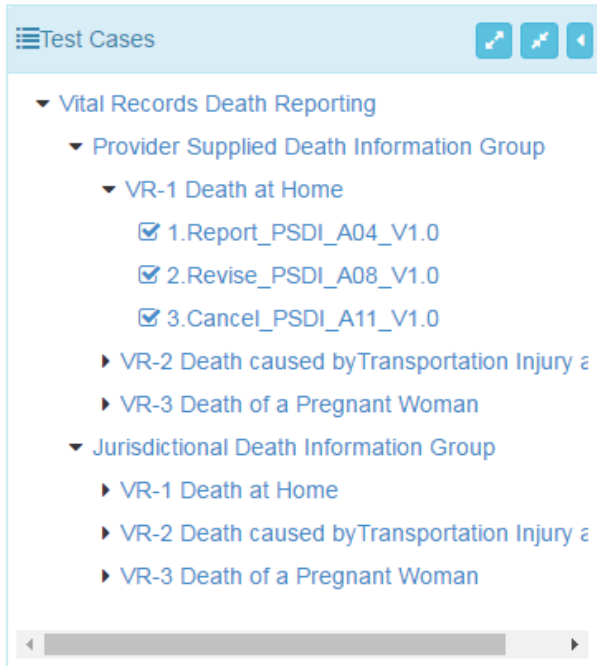 Test Cases
Vital Records Death Reporting
Provider Supplied Death Information Group
VR-1 Death at Home
1.Report_PSDI_A04_V1.0
2.Revise_PSDI_A08_V1.0
3.Cancel_PSDI_A11_V1.0
VR-2 Death caused byTransportation Injury
VR-3 Death of a Pregnant Woman
Jurisdictional Death Information Group
VR-1 Death at Home
VR-2 Death caused byTransportation Injury
VR-3 Death of a Pregnant Woman